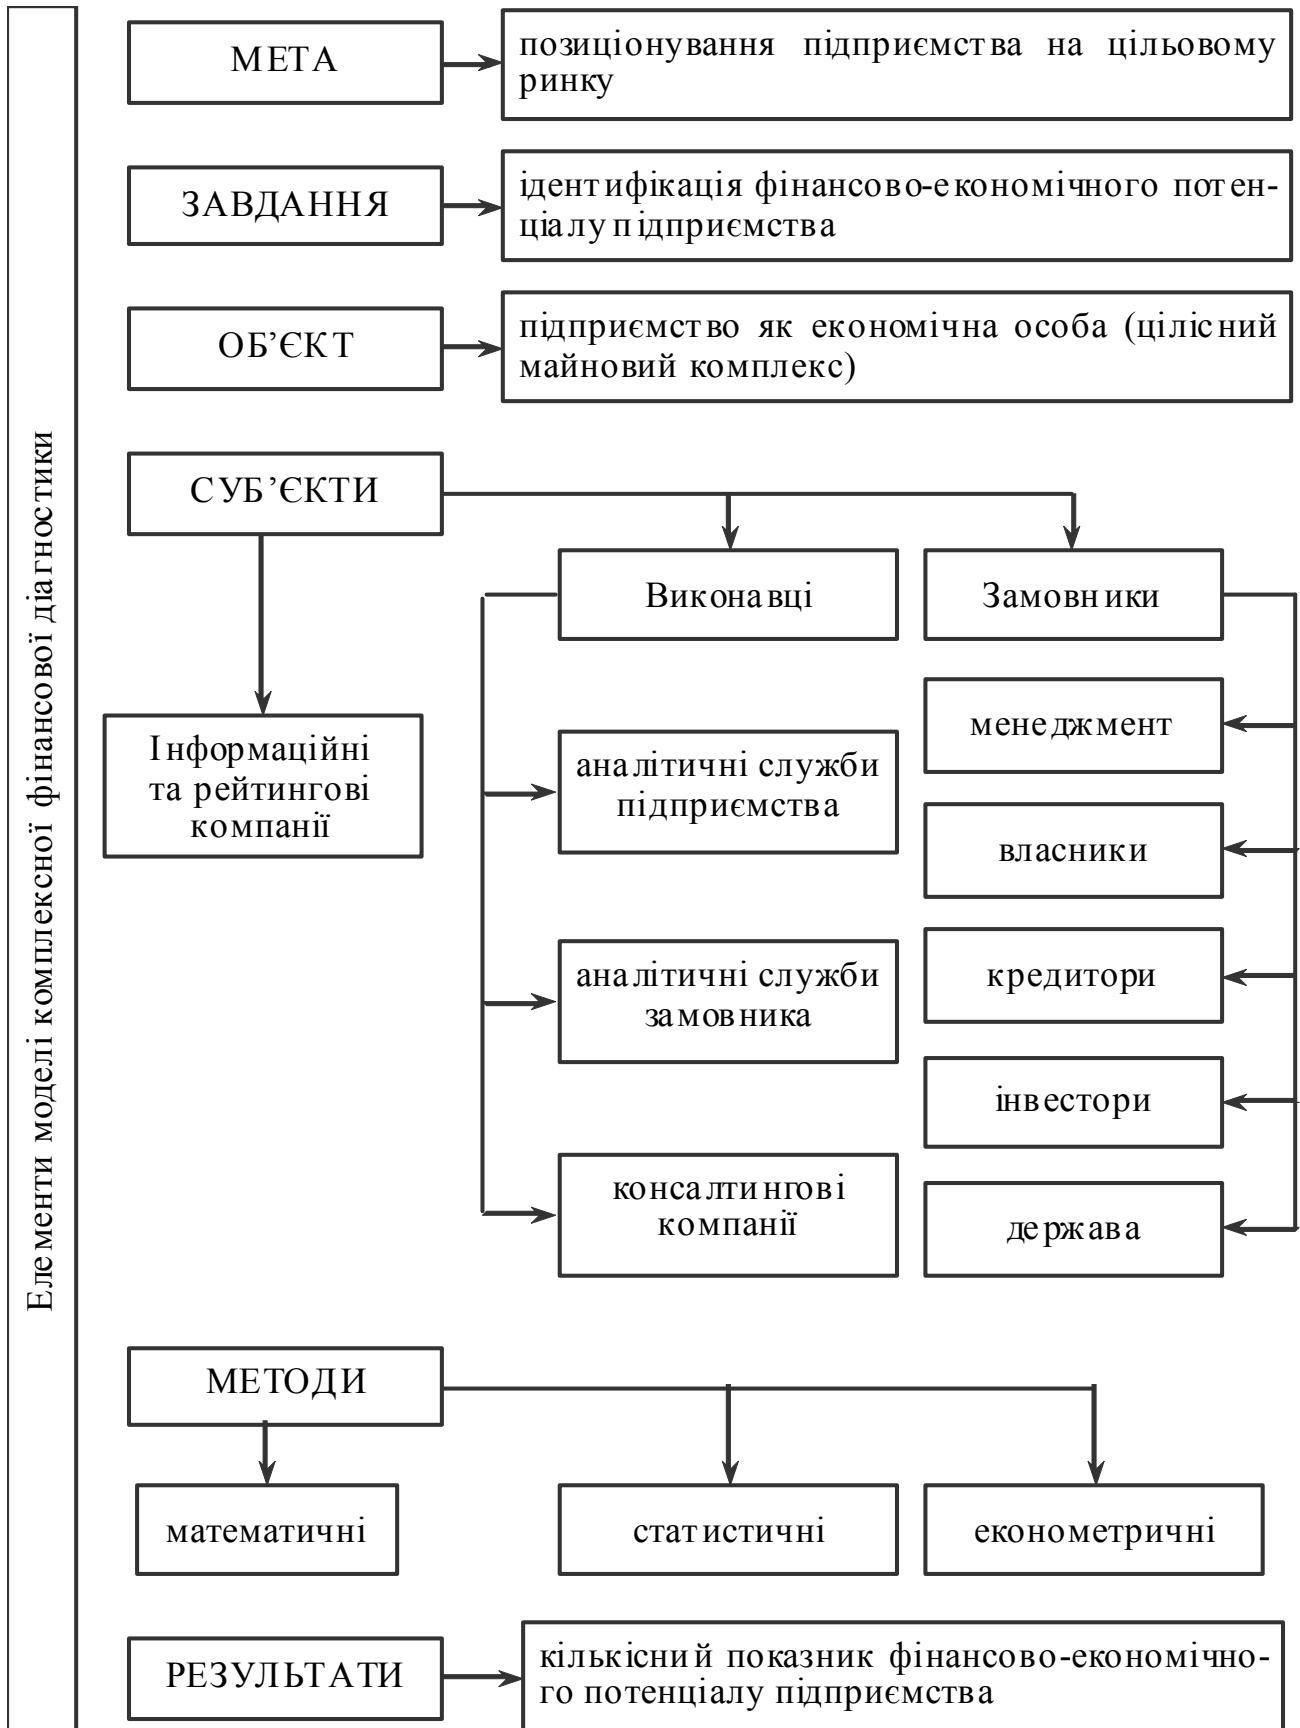 Елементи моделі комплексної фінансової діагностики
МЕТА
позиціонування підприємства на цільовому
ринку
ЗАВДАННЯ
ідентифікація фінансово-економічного потен-
ціалу підприємства
ОБ’ЄКТ
підприємство як економічна особа (цілісний
майновий комплекс)
СУБ’ЄКТИ
Виконавці
Замовники
Інформаційні
та рейтингові
компанії
аналітичні служби
підприємства
аналітичні служби
замовника
консалтингові
компанії
менеджмент
власники
кредитори
інвестори
держава
МЕТОДИ
математичні
статистичні
економетричні
РЕЗУЛЬТАТИ
кількісний показник фінансово-економічно-
го потенціалу підприємства